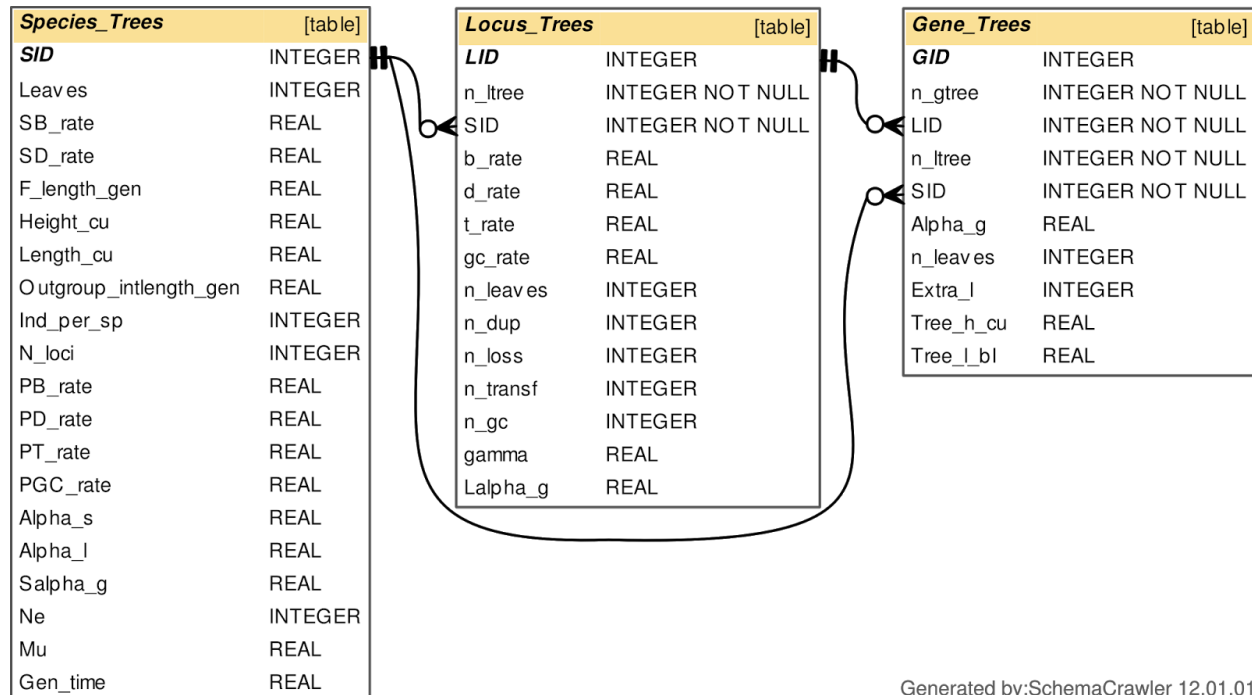 Species_Trees [table]
SID INTEGER
Leaves INTEGER
SB_rate REAL
SD_rate REAL
F_length_gen REAL
Height_cu REAL
Length_cu REAL
Outgroup_intlength_gen REAL
Ind_per_sp INTEGER
N_loci INTEGER
PB_rate REAL
PD_rate REAL
PT_rate REAL
PGC_rate REAL
Alpha_s REAL
Alpha_l REAL
Salpha_g REAL
Ne INTEGER
Mu REAL
Gen_time REAL
Locus_Trees [table]
LID INTEGER
n_ltree INTEGER NOT NULL
SID INTEGER NOT NULL
b_rate REAL
d_rate REAL
t_rate REAL
gc_rate REAL
n_leaves INTEGER
n_dup INTEGER
n_loss INTEGER
n_transf INTEGER
n_gc INTEGER
gamma REAL
Lalpha_g REAL
Gene_Trees [table]
GID INTEGER
n_gtree INTEGER NOT NULL
LID INTEGER NOT NULL
n_ltree INTEGER NOT NULL
SID INTEGER NOT NULL
Alpha_g REAL
n_leaves INTEGER
Extra_l INTEGER
Tree_h_cu REAL
Tree_l_bl REAL
Generated by:SchemaCrawler 12.01.01